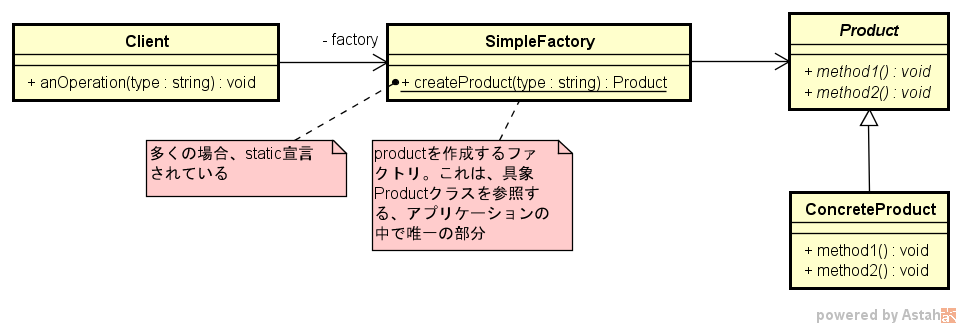 Client
+ anOperation(type : string) : void
- factory
SimpleFactory
+ createProduct(type : string) : Product
Product
+ method1() : void
+ method2() : void
多くの場合、static宣言
されている
productを作成するファ
クトリ。これは、具象
Productクラスを参照す
る、アプリケーションの
中で唯一の部分
ConcreteProduct
+ method1() : void
+ method2() : void
powered by Astah